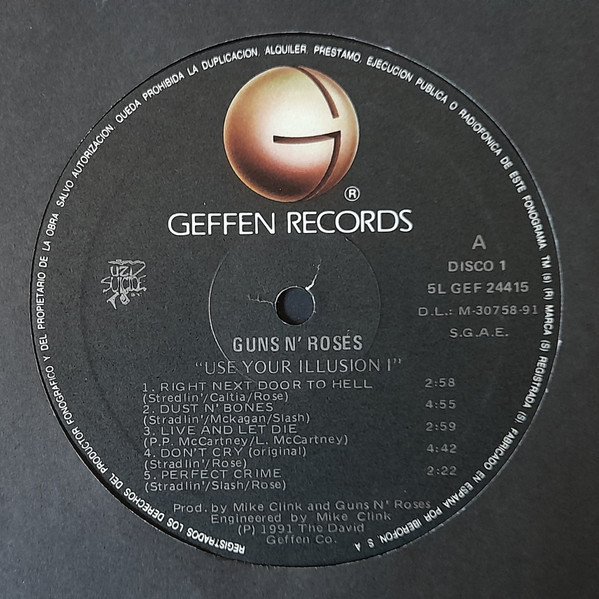 REGISTRADOS LOS DERECHOS DEL PRODUCTOR FONOGRAFICO Y DEL PROPIETARIO DE LA OBRA. SALVO AUTORIZACION, QUEDA PROHIBIDA LA DUPLICACION, ALQUILER, PRESTAMO, EJECUCION PUBLICA O RADIOFONICA DE ESTE FONOGRAMA. TM (s) (R) MARCA (S) REGISTRADA (S) FABRICADO EN ESPAÑA POR IBEROFON, S. A.
G
®
GEFFEN RECORDS
A
DISCO 1
5L GEF 24415
D.L.: M-30758-91
S.G.A.E.
UZI
SUICIDE
GUNS N' ROSES
"USE YOUR ILLUSION I"
1. RIGHT NEXT DOOR TO HELL 2:58
(Stredlin'/Caltia/Rose)
2. DUST N' BONES 4:55
(Stradlin'/Mckagan/Slash)
3. LIVE AND LET DIE 2:59
(P.P. McCartney/L. McCartney)
4. DON'T CRY (original) 4:42
(Stradlin'/Rose)
5. PERFECT CRIME 2:22
(Stradlin'/Slash/Rose)
Prod. by Mike Clink and Guns N' Roses
Engineered by Mike Clink
(P) 1991 The David
Geffen Co.